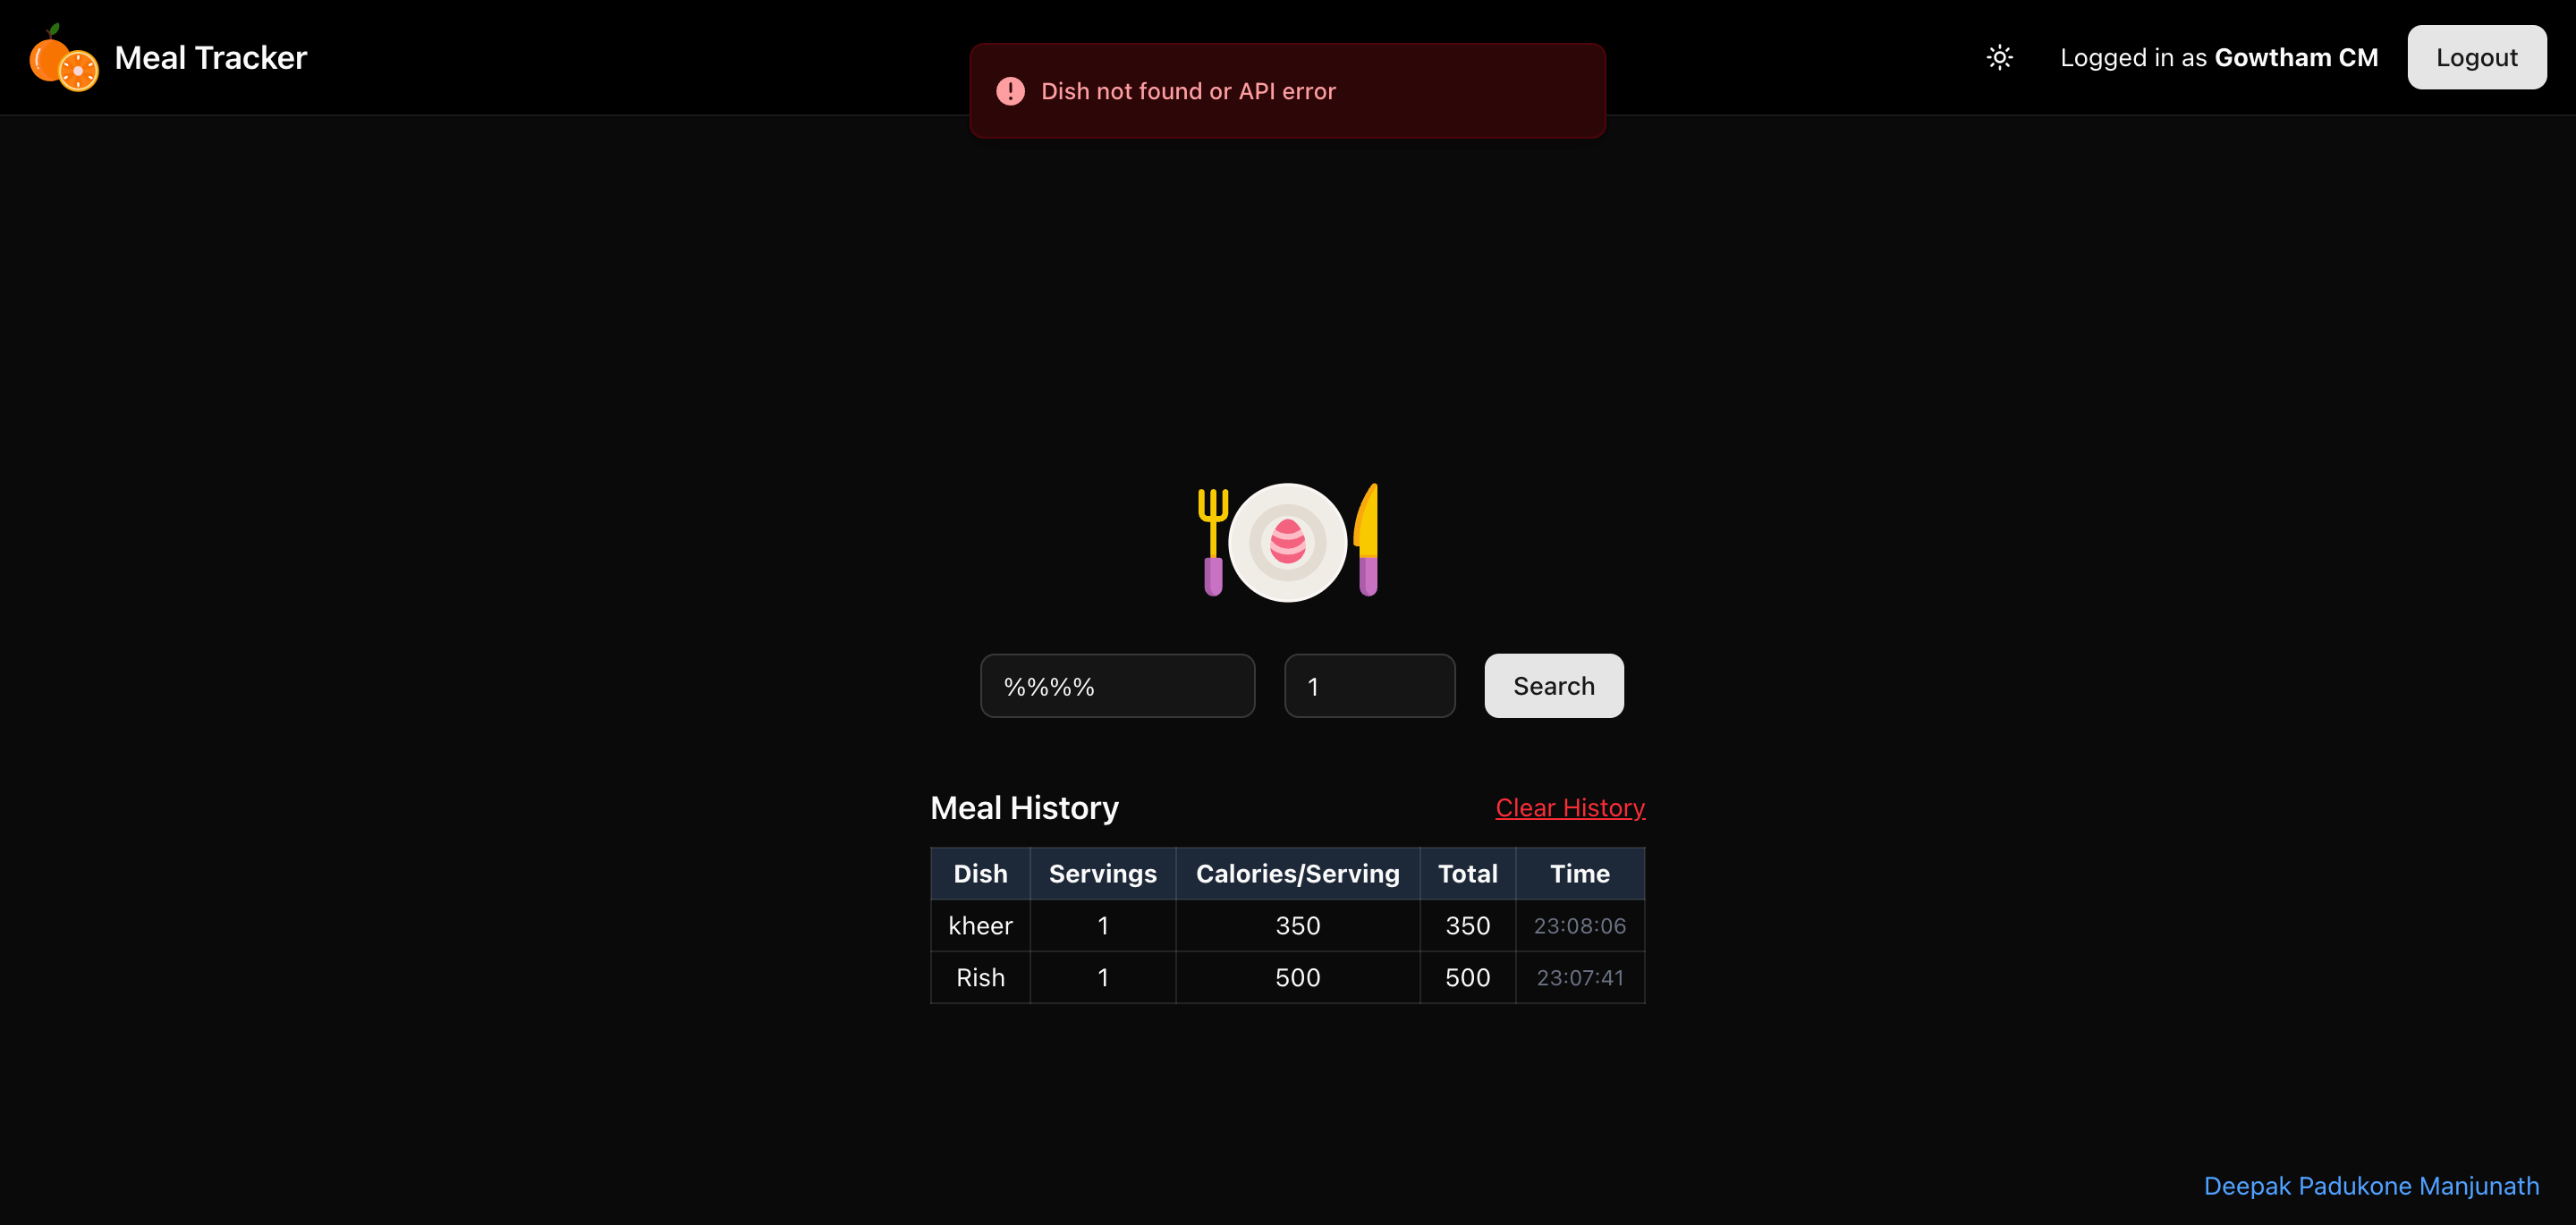 Meal Tracker
Dish not found or API error
Logged in as Gowtham CM
Logout
%%%%
1
Search
Meal History
Clear History
Dish Servings Calories/Serving Total Time
kheer 1 350 350 23:08:06
Rish 1 500 500 23:07:41
Deepak Padukone Manjunath